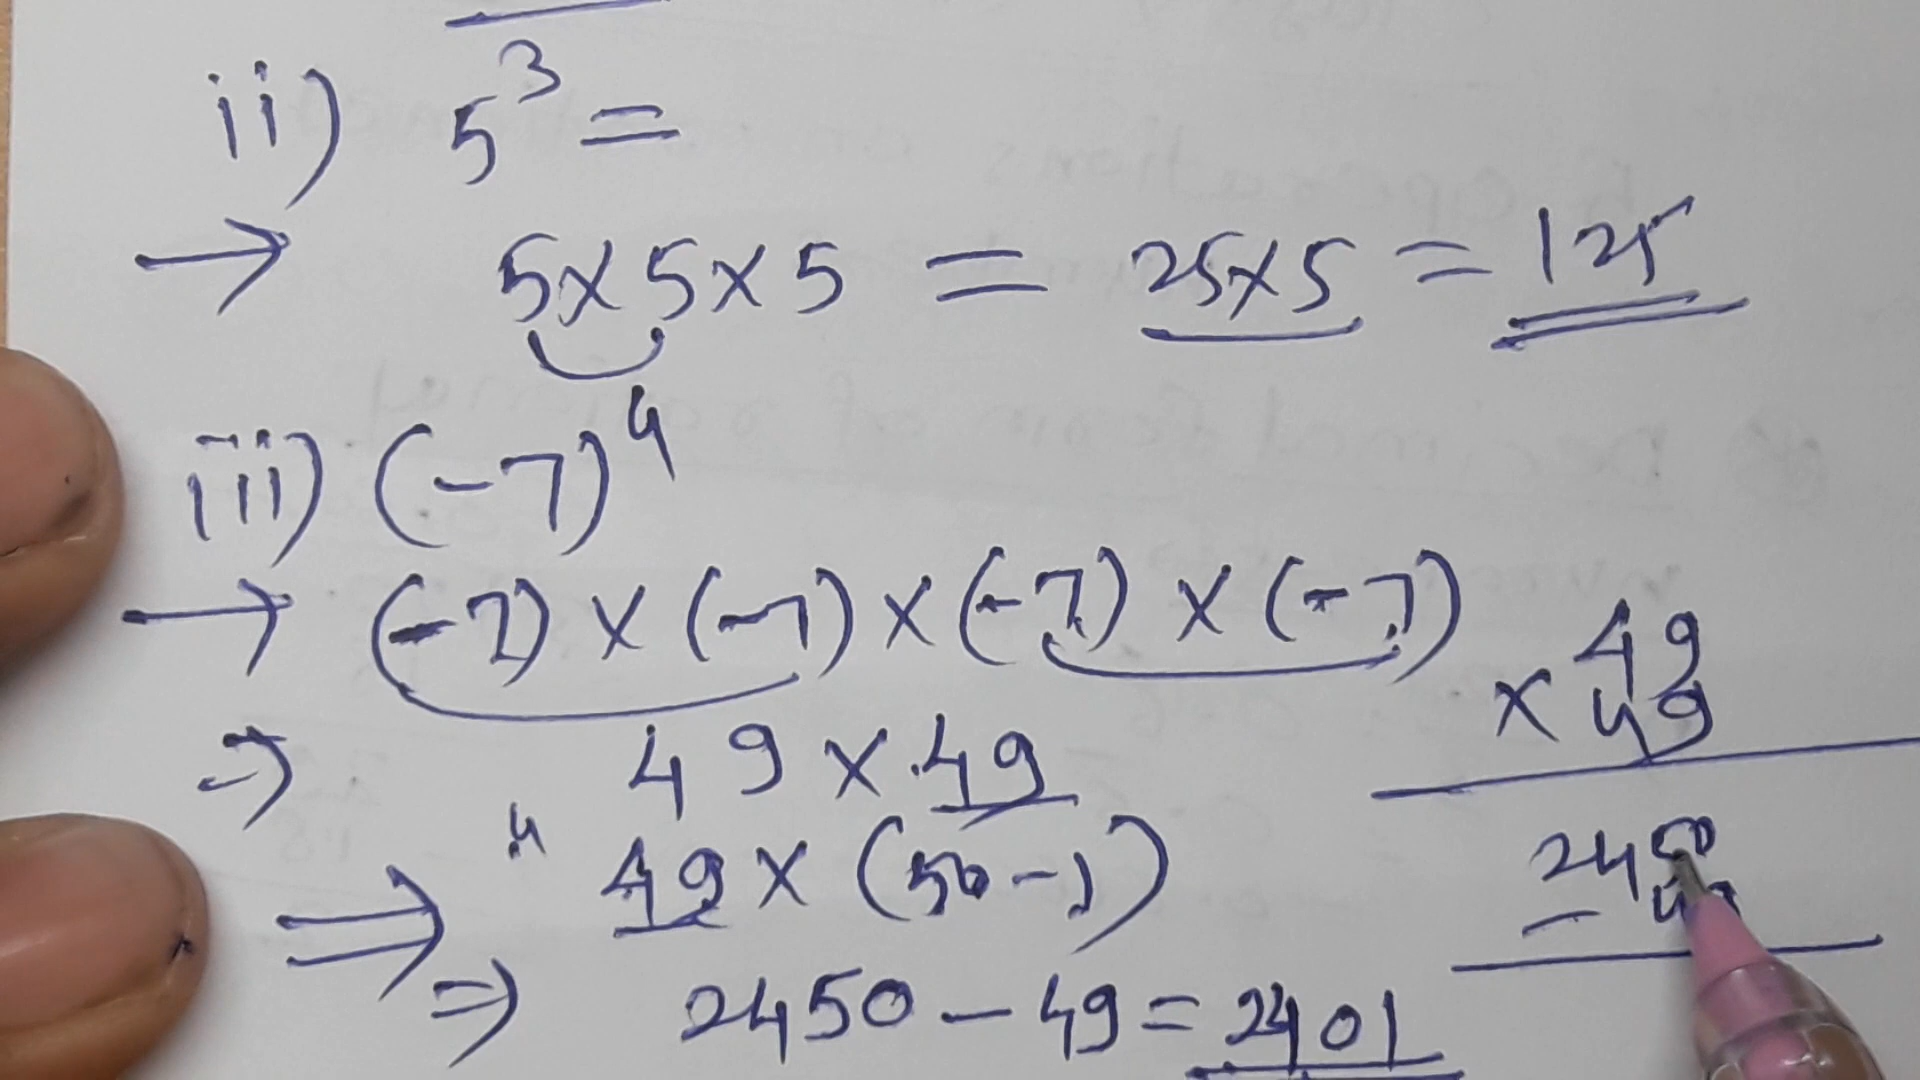 ii) 5³ =
→ 5×5×5 = 25×5 = 125
iii) (-7)⁴
→ (-7) × (-7) × (-7) × (-7)
⇒ 49 × 49
⇒ 49 × (50-1)
⇒ 2450 - 49 = 2401
49
× 49
2450
- 49